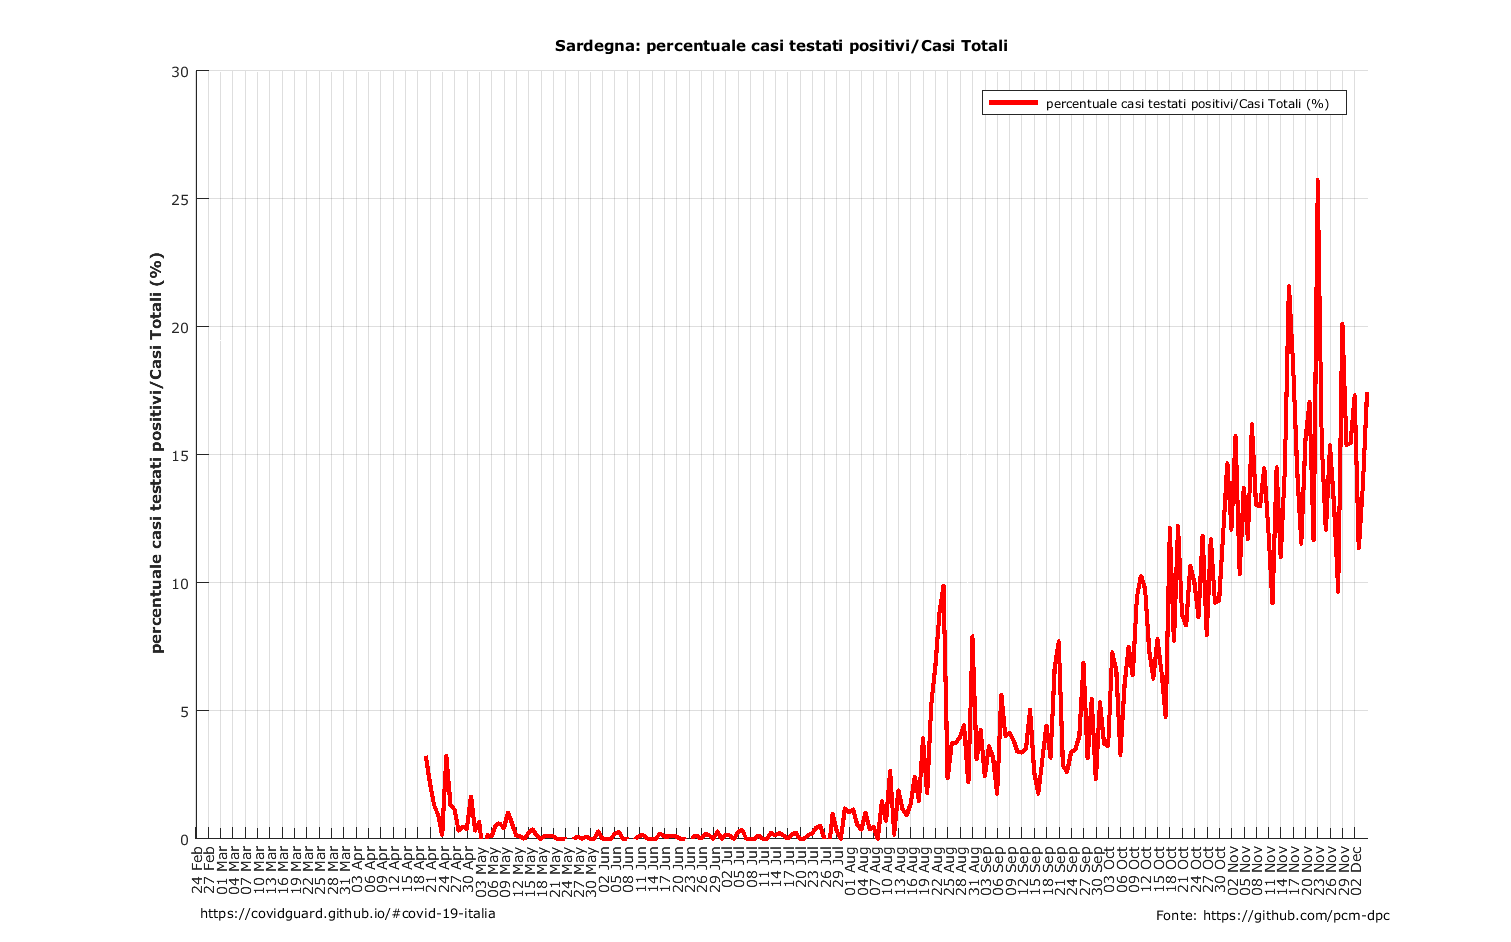 Sardegna: percentuale casi testati positivi/Casi Totali
percentuale casi testati positivi/Casi Totali (%)
percentuale casi testati positivi/Casi Totali (%)
30
25
20
15
10
5
0
24 Feb
27 Feb
01 Mar
04 Mar
07 Mar
10 Mar
13 Mar
16 Mar
19 Mar
22 Mar
25 Mar
28 Mar
31 Mar
03 Apr
06 Apr
09 Apr
12 Apr
15 Apr
18 Apr
21 Apr
24 Apr
27 Apr
30 Apr
03 May
06 May
09 May
12 May
15 May
18 May
21 May
24 May
27 May
30 May
02 Jun
05 Jun
08 Jun
11 Jun
14 Jun
17 Jun
20 Jun
23 Jun
26 Jun
29 Jun
02 Jul
05 Jul
08 Jul
11 Jul
14 Jul
17 Jul
20 Jul
23 Jul
26 Jul
29 Jul
01 Aug
04 Aug
07 Aug
10 Aug
13 Aug
16 Aug
19 Aug
22 Aug
25 Aug
28 Aug
31 Aug
03 Sep
06 Sep
09 Sep
12 Sep
15 Sep
18 Sep
21 Sep
24 Sep
27 Sep
30 Sep
03 Oct
06 Oct
09 Oct
12 Oct
15 Oct
18 Oct
21 Oct
24 Oct
27 Oct
30 Oct
02 Nov
05 Nov
08 Nov
11 Nov
14 Nov
17 Nov
20 Nov
23 Nov
26 Nov
29 Nov
02 Dec
https://covidguard.github.io/#covid-19-italia
Fonte: https://github.com/pcm-dpc